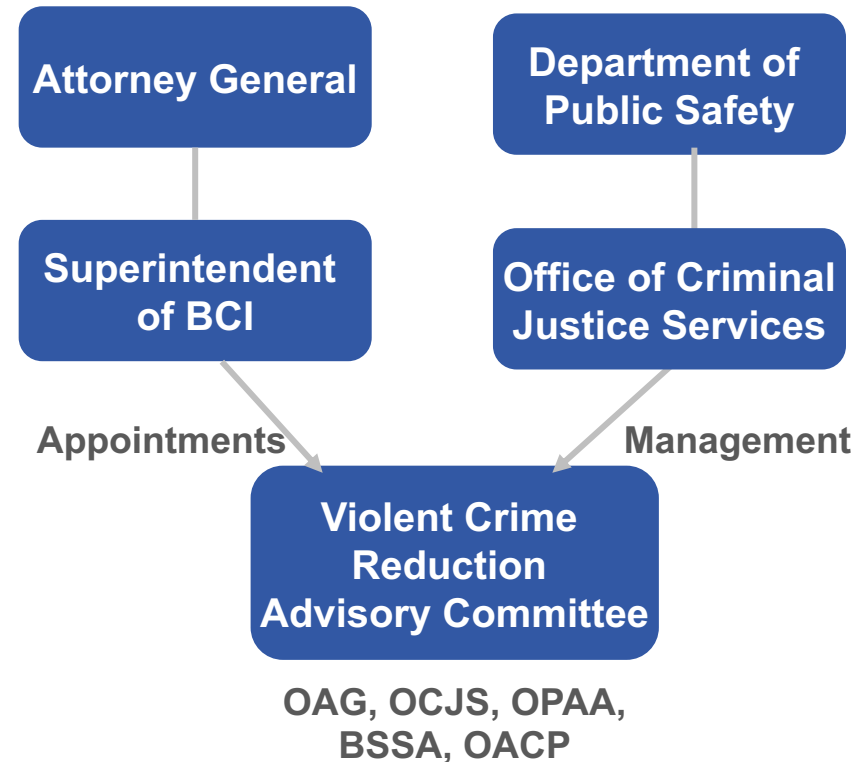 Attorney General
Department of
Public Safety
Superintendent
of BCI
Office of Criminal
Justice Services
Appointments
Management
Violent Crime
Reduction
Advisory Committee
OAG, OCJS, OPAA,
BSSA, OACP